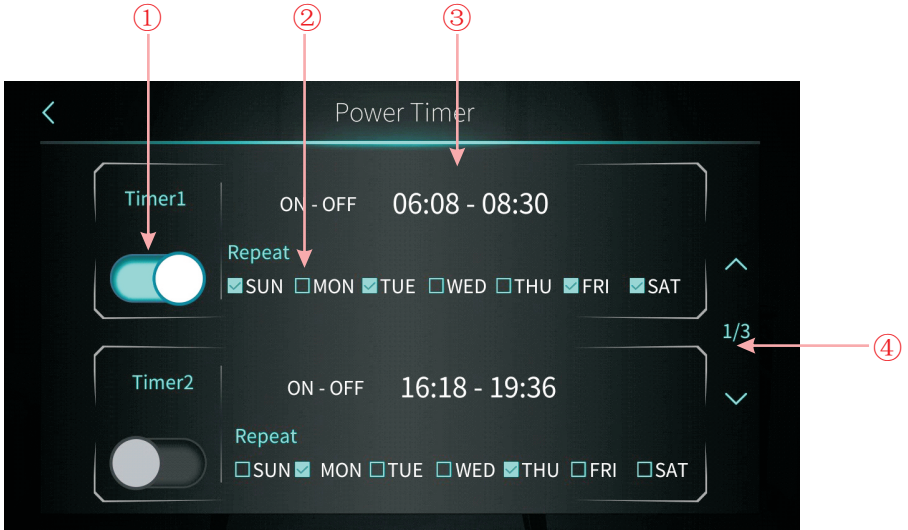 ① ② ③
Power Timer
Timer1
ON - OFF 06:08 - 08:30
Repeat
SUN MON TUE WED THU FRI SAT
1/3
④
Timer2
ON - OFF 16:18 - 19:36
Repeat
SUN MON TUE WED THU FRI SAT